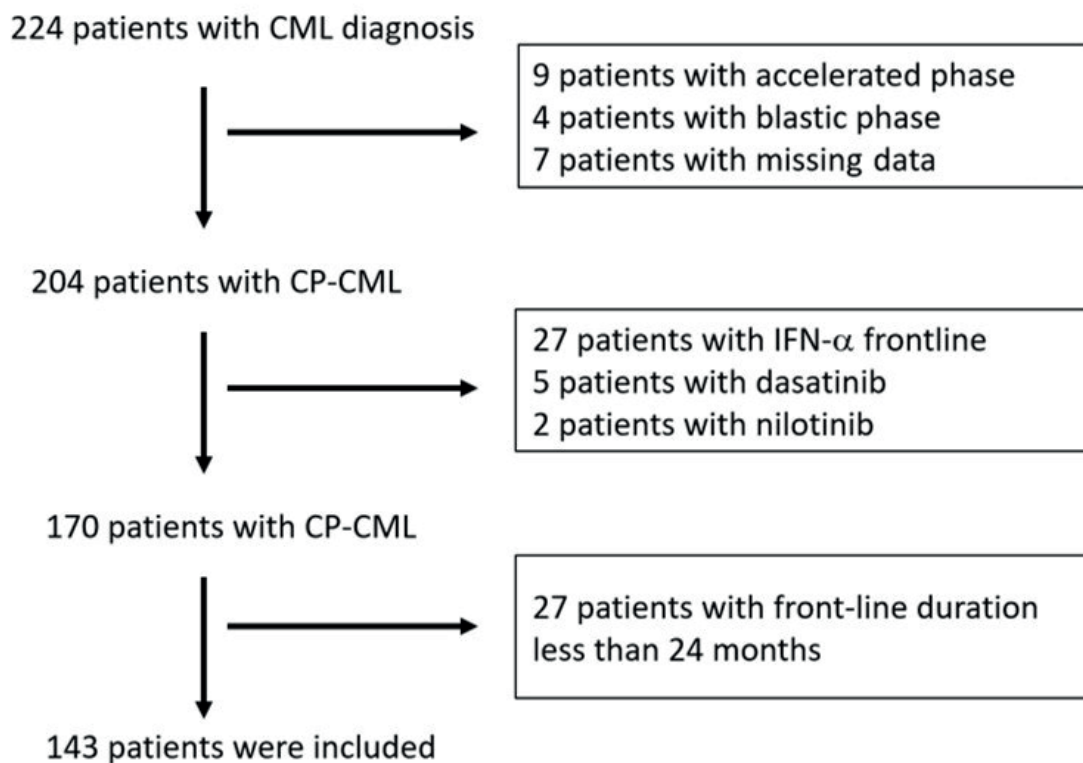 224 patients with CML diagnosis
9 patients with accelerated phase
4 patients with blastic phase
7 patients with missing data
204 patients with CP-CML
27 patients with IFN-α frontline
5 patients with dasatinib
2 patients with nilotinib
170 patients with CP-CML
27 patients with front-line duration
less than 24 months
143 patients were included